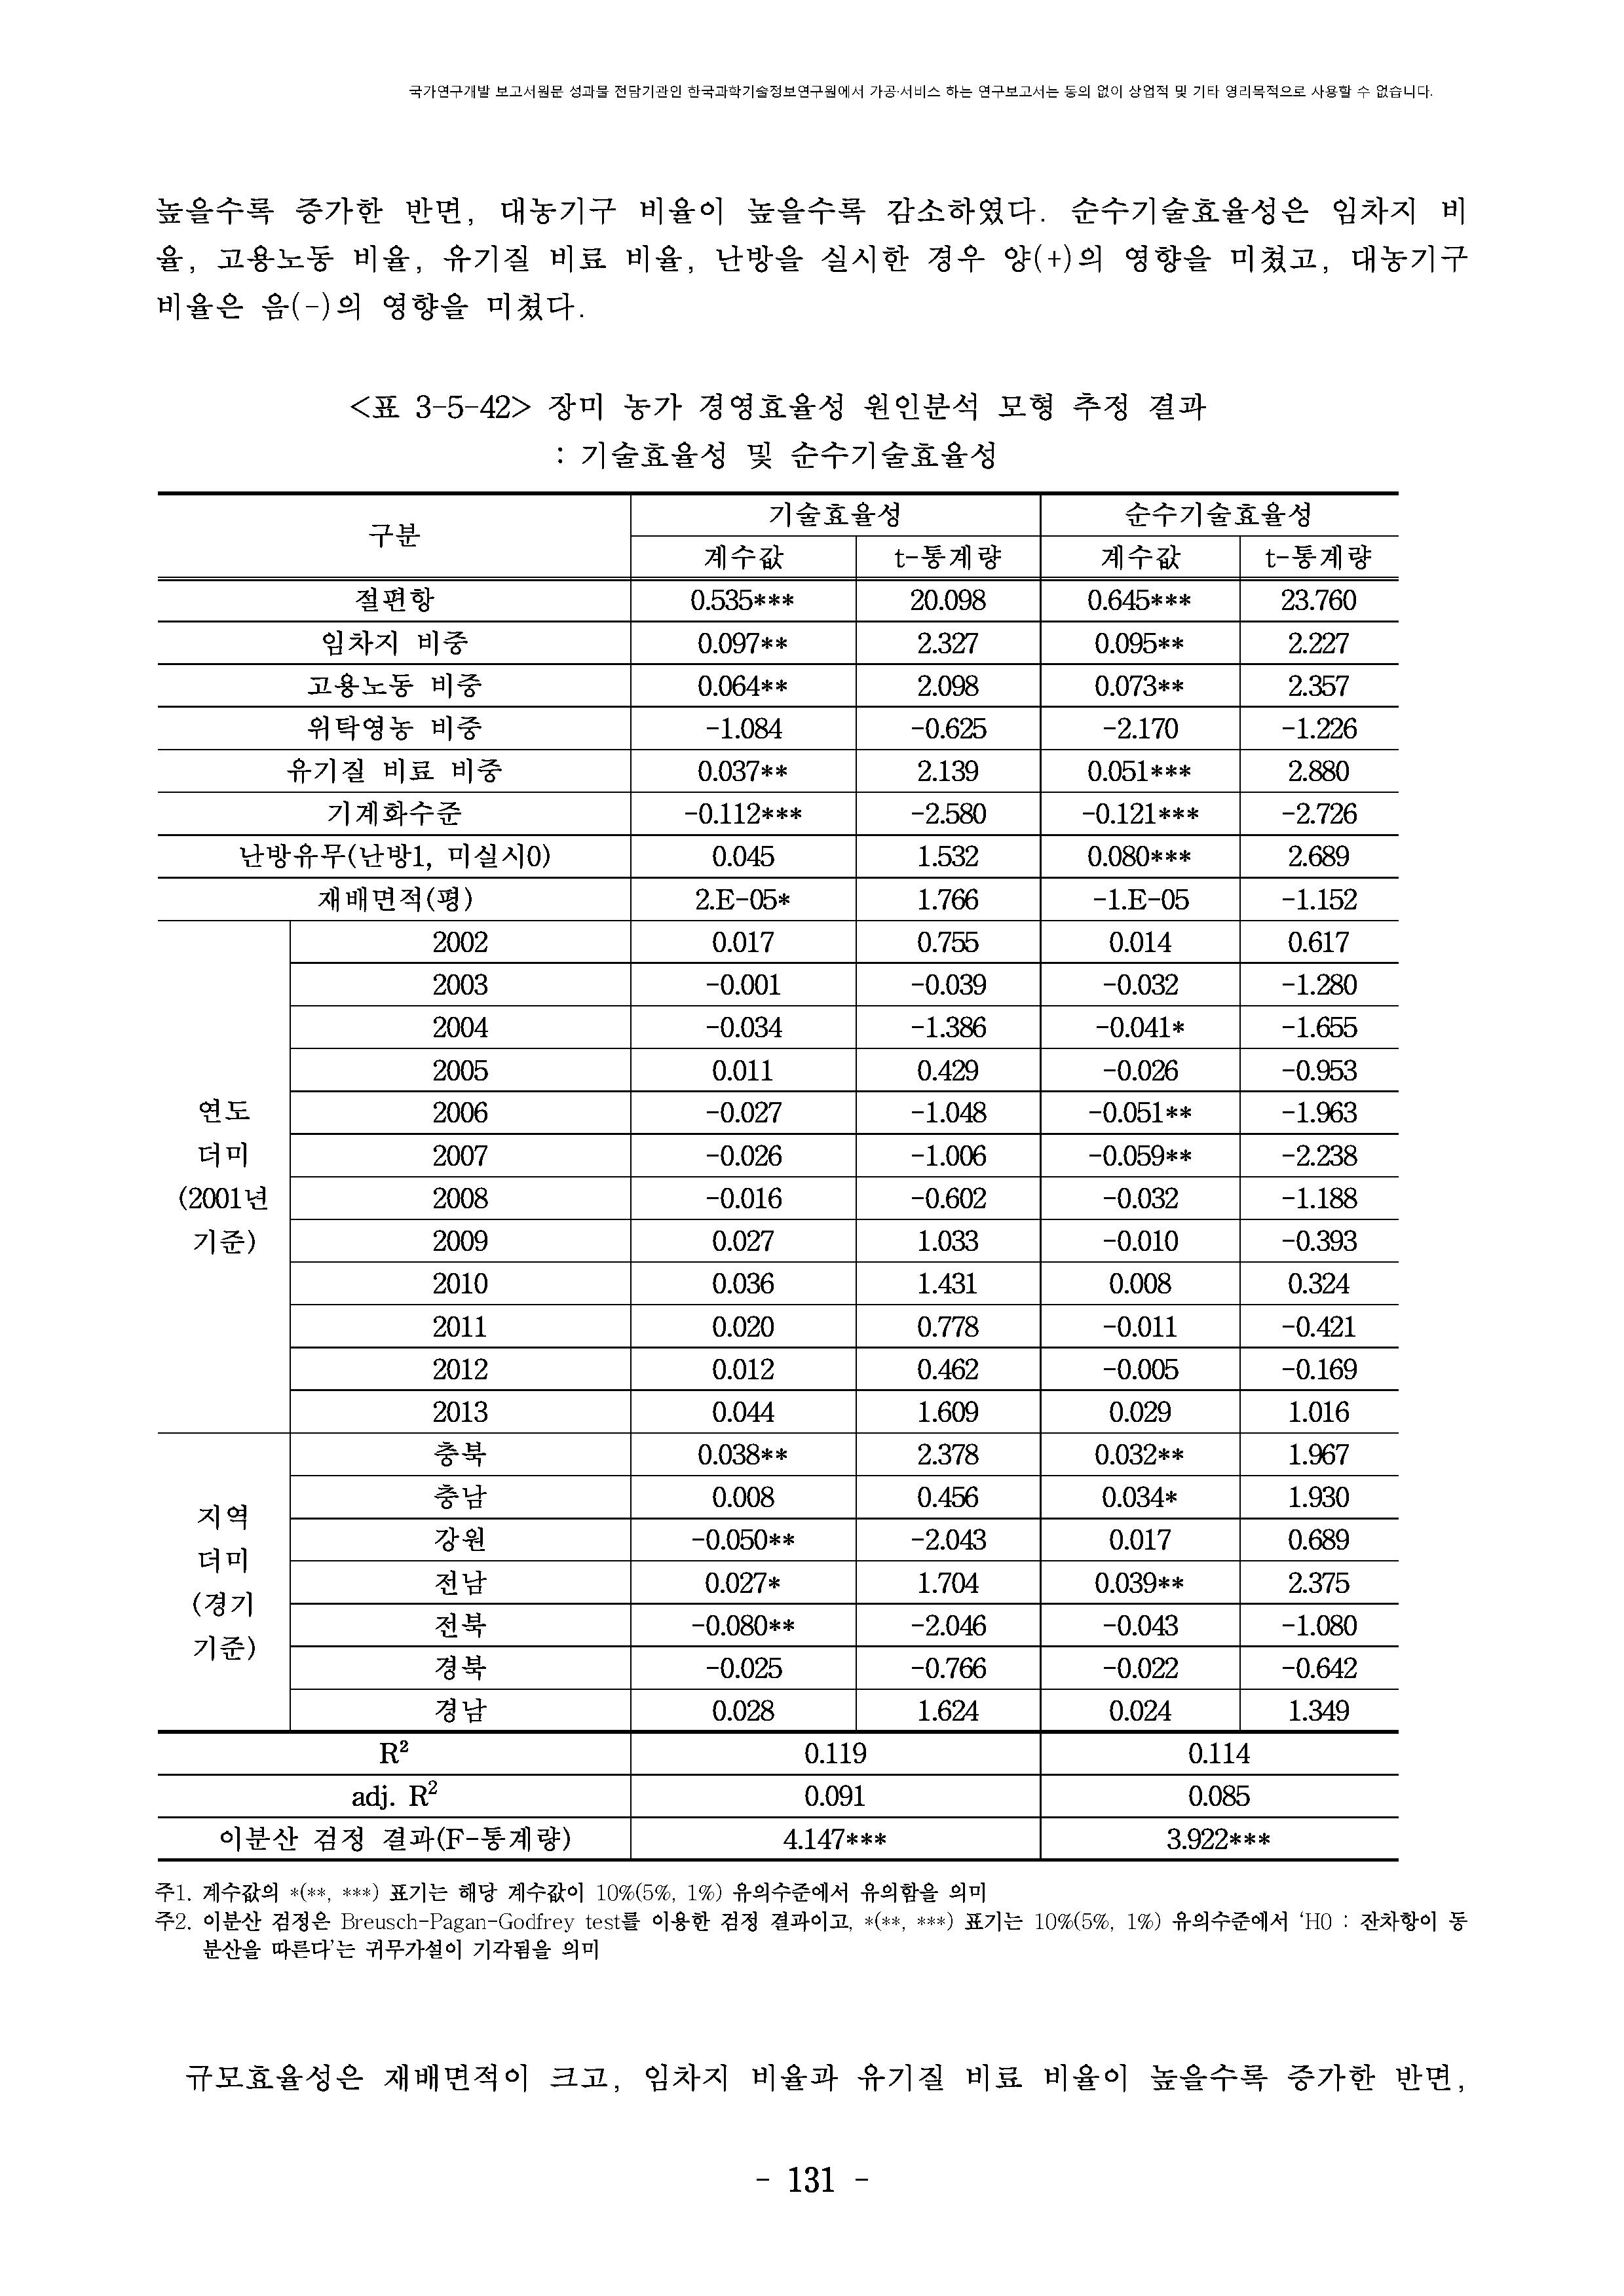 국가연구개발 보고서원문 성과물 전담기관인 한국과학기술정보연구원에서 가공·서비스 하는 연구보고서는 동의 없이 상업적 및 기타 영리목적으로 사용할 수 없습니다.
높을수록 증가한 반면, 대농기구 비율이 높을수록 감소하였다. 순수기술효율성은 임차지 비
율, 고용노동 비율, 유기질 비료 비율, 난방을 실시한 경우 양(+)의 영향을 미쳤고, 대농기구
비율은 음(-)의 영향을 미쳤다.
<표 3-5-42> 장미 농가 경영효율성 원인분석 모형 추정 결과
: 기술효율성 및 순수기술효율성
구분 기술효율성 순수기술효율성
계수값 t-통계량 계수값 t-통계량
절편항 0.535*** 20.098 0.645*** 23.760
임차지 비중 0.097** 2.327 0.095** 2.227
고용노동 비중 0.064** 2.098 0.073** 2.357
위탁영농 비중 -1.084 -0.625 -2.170 -1.226
유기질 비료 비중 0.037** 2.139 0.051*** 2.880
기계화수준 -0.112*** -2.580 -0.121*** -2.726
난방유무(난방1, 미실시0) 0.045 1.532 0.080*** 2.689
재배면적(평) 2.E-05* 1.766 -1.E-05 -1.152
연도
더미
(2001년
기준)
2002 0.017 0.755 0.014 0.617
2003 -0.001 -0.039 -0.032 -1.280
2004 -0.034 -1.386 -0.041* -1.655
2005 0.011 0.429 -0.026 -0.953
2006 -0.027 -1.048 -0.051** -1.963
2007 -0.026 -1.006 -0.059** -2.238
2008 -0.016 -0.602 -0.032 -1.188
2009 0.027 1.033 -0.010 -0.393
2010 0.036 1.431 0.008 0.324
2011 0.020 0.778 -0.011 -0.421
2012 0.012 0.462 -0.005 -0.169
2013 0.044 1.609 0.029 1.016
지역
더미
(경기
기준)
충북 0.038** 2.378 0.032** 1.967
충남 0.008 0.456 0.034* 1.930
강원 -0.050** -2.043 0.017 0.689
전남 0.027* 1.704 0.039** 2.375
전북 -0.080** -2.046 -0.043 -1.080
경북 -0.025 -0.766 -0.022 -0.642
경남 0.028 1.624 0.024 1.349
R² 0.119 0.114
adj. R² 0.091 0.085
이분산 검정 결과(F-통계량) 4.147*** 3.922***
주1. 계수값의 *(**, ***) 표기는 해당 계수값이 10%(5%, 1%) 유의수준에서 유의함을 의미
주2. 이분산 검정은 Breusch-Pagan-Godfrey test를 이용한 검정 결과이고, *(**, ***) 표기는 10%(5%, 1%) 유의수준에서 ‘H0 : 잔차항이 동
분산을 따른다’는 귀무가설이 기각됨을 의미
규모효율성은 재배면적이 크고, 임차지 비율과 유기질 비료 비율이 높을수록 증가한 반면,
- 131 -